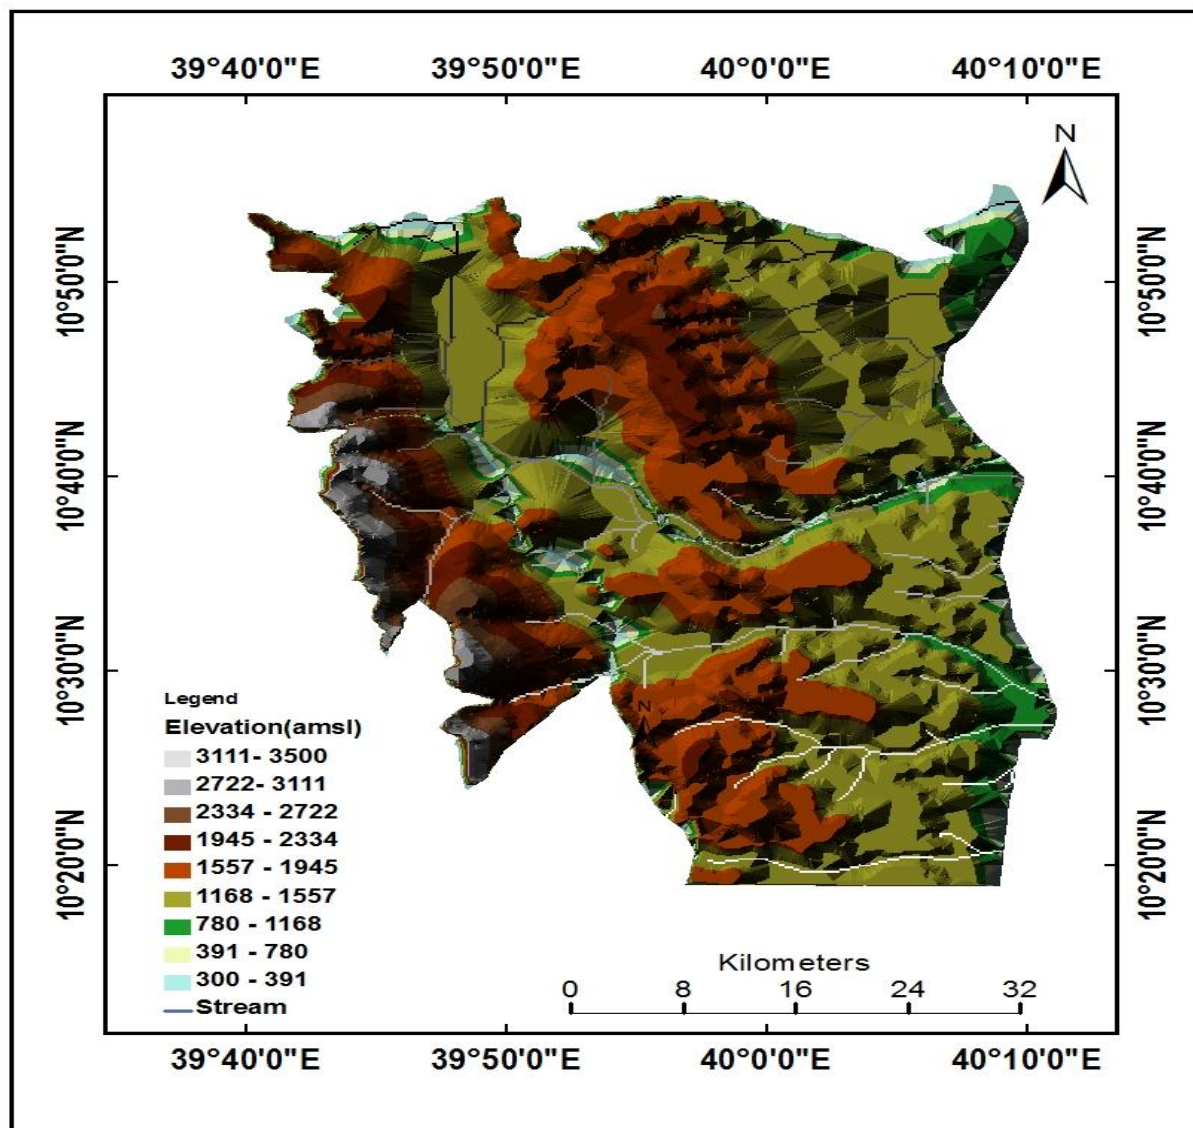 39°40'0"E 39°50'0"E 40°0'0"E 40°10'0"E
N
10°50'0"N 10°50'0"N
10°40'0"N 10°40'0"N
10°30'0"N 10°30'0"N
N
10°20'0"N 10°20'0"N
Legend
Elevation(amsl)
3111- 3500
2722- 3111
2334 - 2722
1945 - 2334
1557 - 1945
1168 - 1557
780 - 1168
391 - 780
300 - 391
Stream
Kilometers
0 8 16 24 32
39°40'0"E 39°50'0"E 40°0'0"E 40°10'0"E